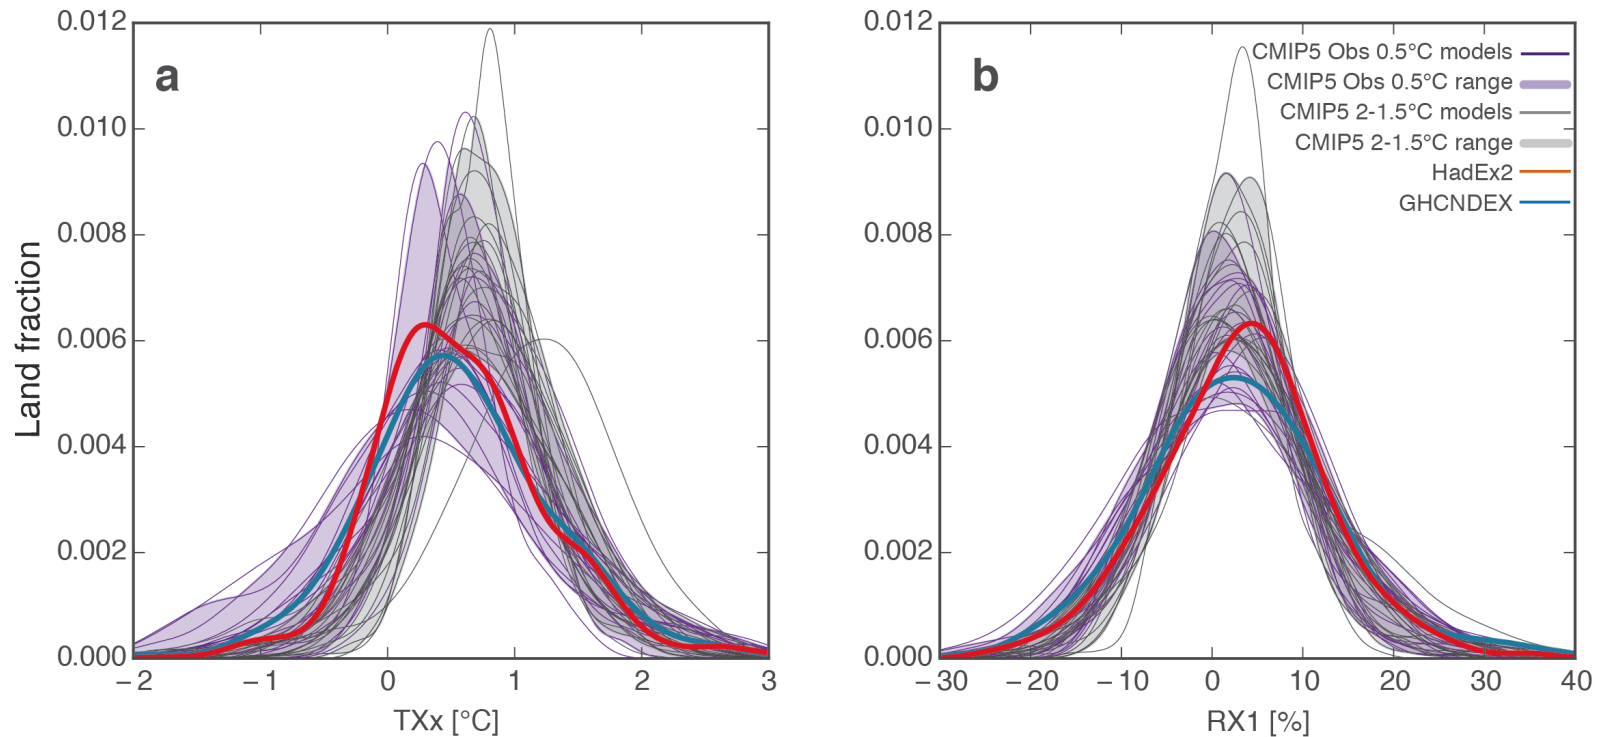 a
0.012
0.010
0.008
0.006
0.004
0.002
0.000
Land fraction
−2 −1 0 1 2 3
TXx [°C]
b
CMIP5 Obs 0.5°C models
CMIP5 Obs 0.5°C range
CMIP5 2-1.5°C models
CMIP5 2-1.5°C range
HadEx2
GHCNDEX
0.012
0.010
0.008
0.006
0.004
0.002
0.000
−30 −20 −10 0 10 20 30 40
RX1 [%]